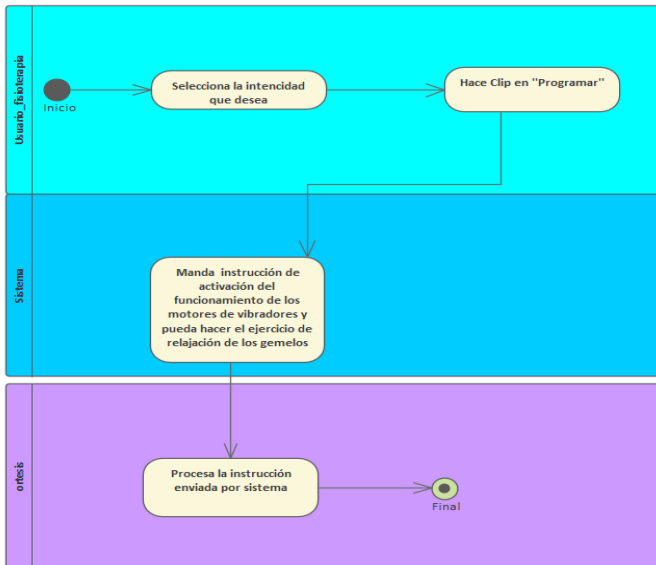 Usuario_fisioterapia
Inicio
Selecciona la intencidad
que desea
Hace Clip en "Programar"
Sistema
Manda instrucción de
activación del
funcionamiento de los
motores de vibradores y
pueda hacer el ejercicio de
relajación de los gemelos
ortesis
Procesa la instrucción
enviada por sistema
Final